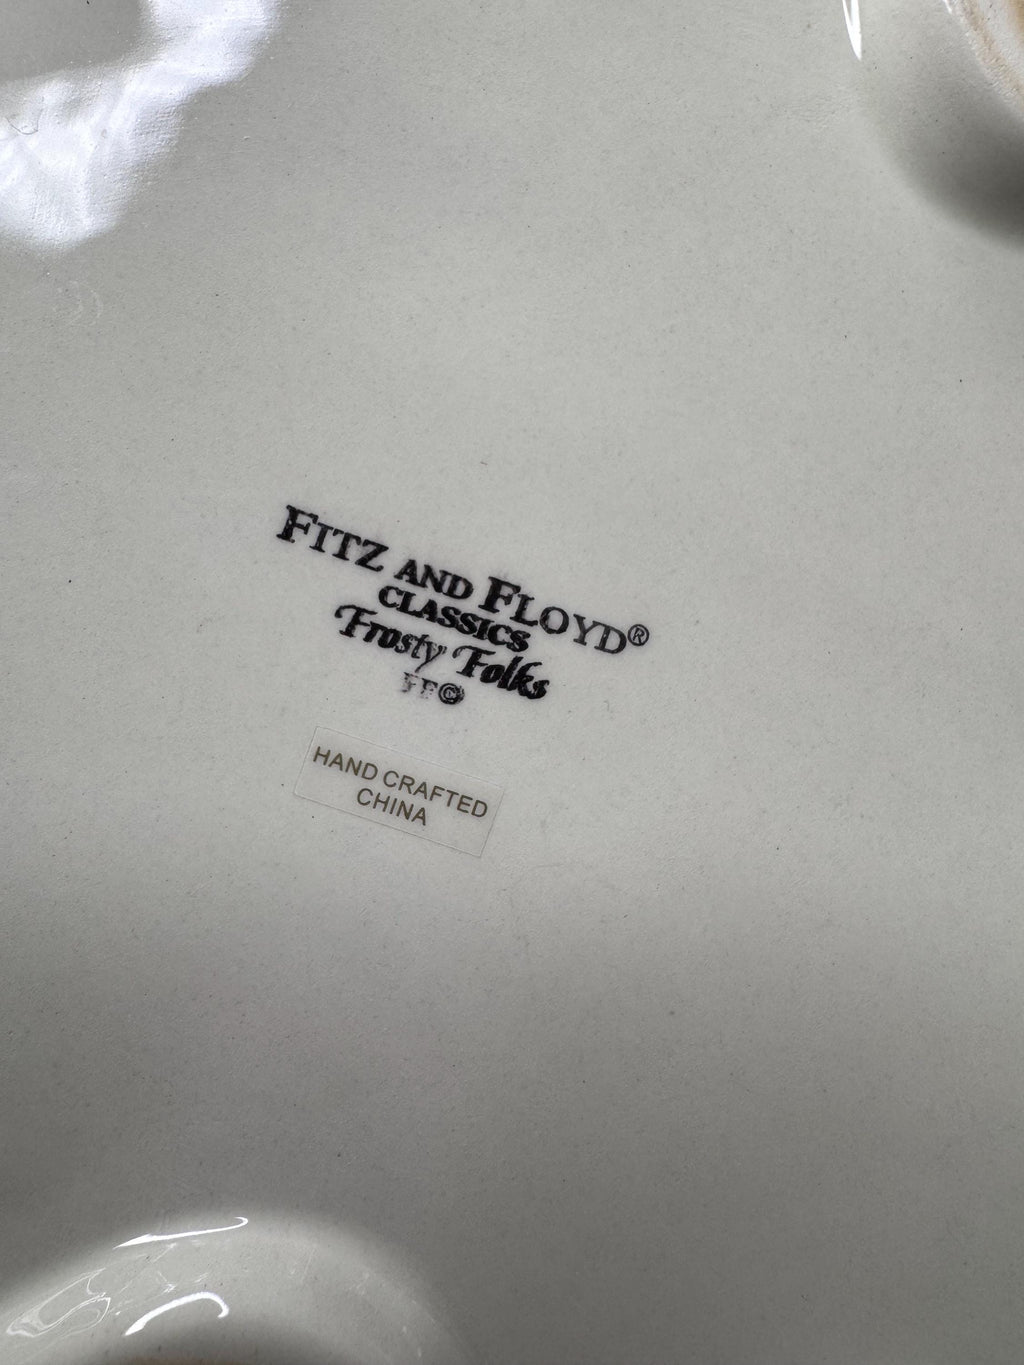 FITZ AND FLOYD®
CLASSICS
Frosty Folks
FF©
HAND CRAFTED
CHINA